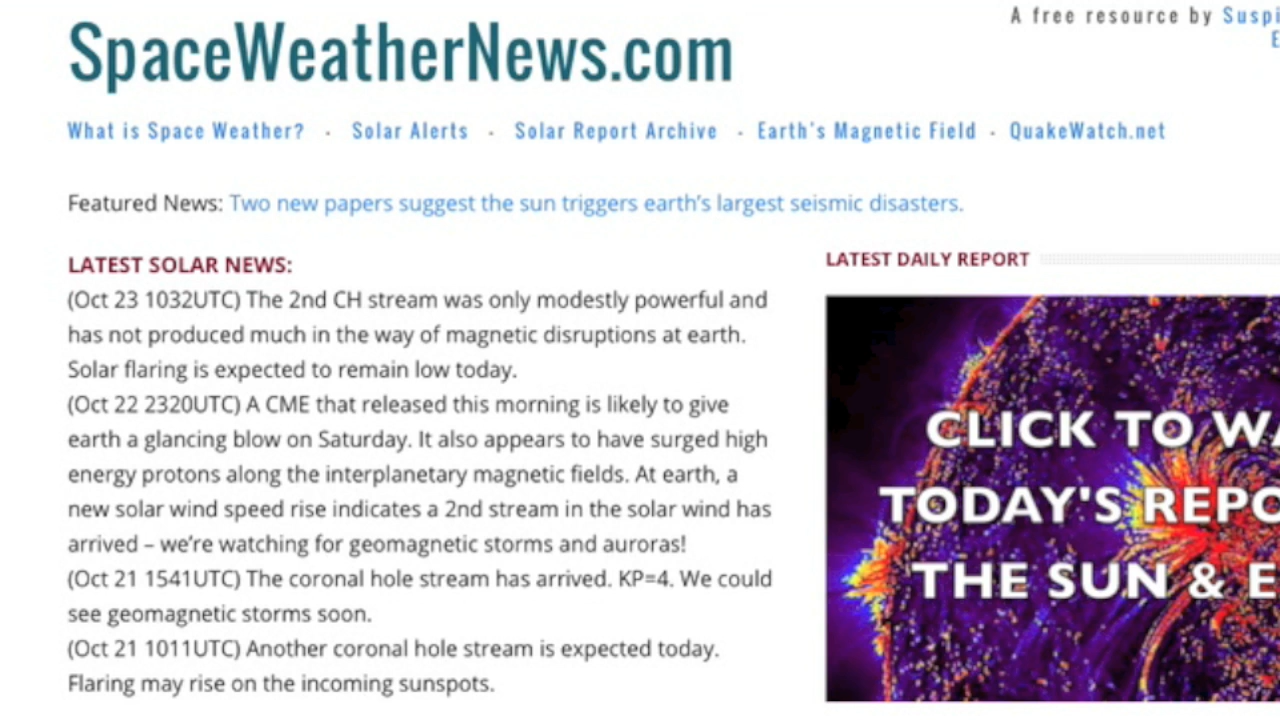 A free resource by
SpaceWeatherNews.com
What is Space Weather? · Solar Alerts · Solar Report Archive · Earth's Magnetic Field · QuakeWatch.net
Featured News: Two new papers suggest the sun triggers earth's largest seismic disasters.
LATEST SOLAR NEWS:
(Oct 23 1032UTC) The 2nd CH stream was only modestly powerful and
has not produced much in the way of magnetic disruptions at earth.
Solar flaring is expected to remain low today.
(Oct 22 2320UTC) A CME that released this morning is likely to give
earth a glancing blow on Saturday. It also appears to have surged high
energy protons along the interplanetary magnetic fields. At earth, a
new solar wind speed rise indicates a 2nd stream in the solar wind has
arrived – we're watching for geomagnetic storms and auroras!
(Oct 21 1541UTC) The coronal hole stream has arrived. KP=4. We could
see geomagnetic storms soon.
(Oct 21 1011UTC) Another coronal hole stream is expected today.
Flaring may rise on the incoming sunspots.
LATEST DAILY REPORT
CLICK TO
TODAY'S
THE SUN &